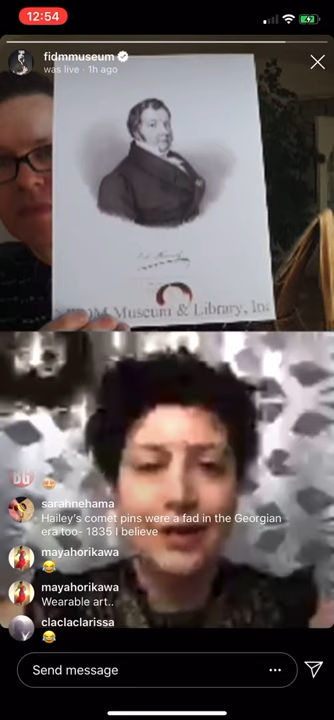 12:54
fidmmuseum
was live · 1h ago
Museum & Library, Inc
BG
sarahnehama
Hailey's comet pins were a fad in the Georgian
era too- 1835 I believe
mayahorikawa
😂
mayahorikawa
Wearable art..
claclaclarissa
😂
Send message